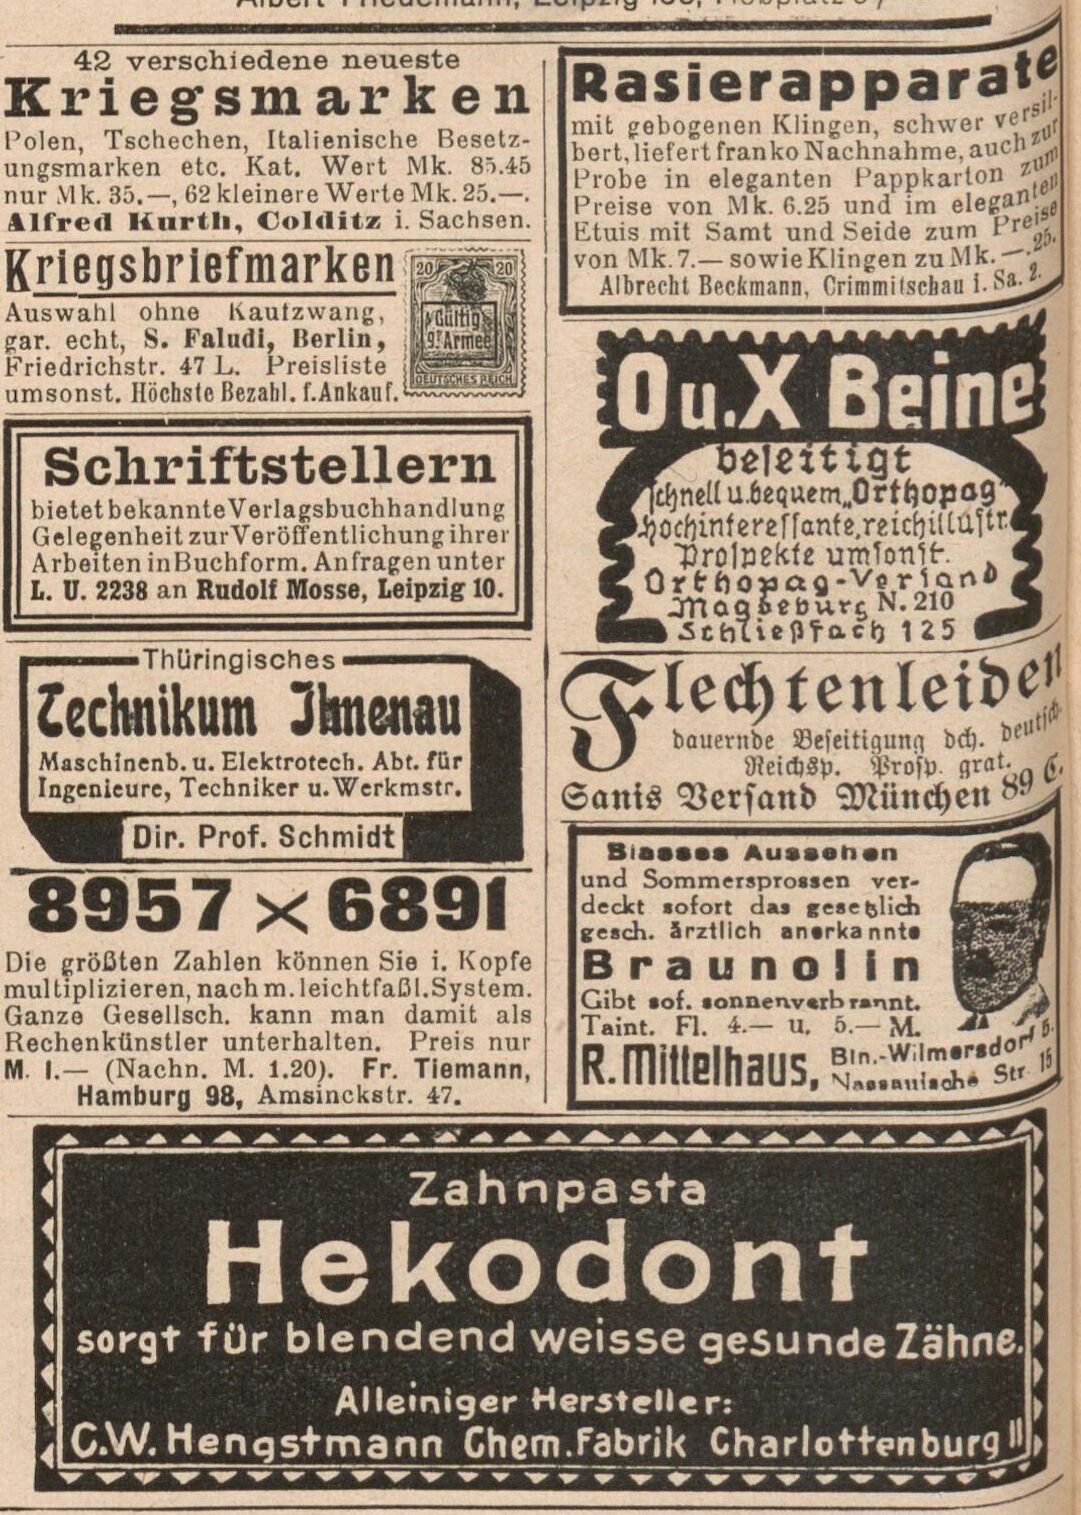 Albert Friedemann, Leipzig
42 verschiedene neueste
Kriegsmarken
Polen, Tschechen, Italienische Besetz-
ungsmarken etc. Kat. Wert Mk. 85.45
nur Mk. 35.—, 62 kleinere Werte Mk. 25.—.
Alfred Kurth, Colditz i. Sachsen.
Kriegsbriefmarken
Auswahl ohne Kaufzwang,
gar. echt, S. Faludi, Berlin,
Friedrichstr. 47 L. Preisliste
umsonst. Höchste Bezahl. f. Ankauf.
20 20
Gültig
9. Armee
DEUTSCHES REICH
Schriftstellern
bietet bekannte Verlagsbuchhandlung
Gelegenheit zur Veröffentlichung ihrer
Arbeiten in Buchform. Anfragen unter
L. U. 2238 an Rudolf Mosse, Leipzig 10.
Thüringisches
Technikum Ilmenau
Maschinenb. u. Elektrotech. Abt. für
Ingenieure, Techniker u. Werkmstr.
Dir. Prof. Schmidt
8957 × 6891
Die größten Zahlen können Sie i. Kopfe
multiplizieren, nach m. leichtfaßl. System.
Ganze Gesellsch. kann man damit als
Rechenkünstler unterhalten. Preis nur
M. 1.— (Nachn. M. 1.20). Fr. Tiemann,
Hamburg 98, Amsinckstr. 47.
Rasierapparate
mit gebogenen Klingen, schwer versil-
bert, liefert franko Nachnahme, auch zur
Probe in eleganten Pappkarton zum
Preise von Mk. 6.25 und im eleganten
Etuis mit Samt und Seide zum Preise
von Mk. 7.— sowie Klingen zu Mk. —.25.
Albrecht Beckmann, Crimmitschau i. Sa. 2.
O u. X Beine
beseitigt
schnell u. bequem „Orthopag“
Hochinteressante, reichillustr.
Prospekte umsonst.
Orthopag-Versand
Magdeburg N. 210
Schließfach 125
Flechtenleiden
dauernde Beseitigung dch. deutsch.
Reichsp. Prosp. grat.
Sanis Versand München 89 C.
Blasses Aussehen
und Sommersprossen ver-
deckt sofort das gesetzlich
gesch. ärztlich anerkannte
Braunolin
Gibt sof. sonnenverbrannt.
Taint. Fl. 4.— u. 5.— M.
R. Mittelhaus, Bln.-Wilmersdorf 5.
Nassauische Str 15
Zahnpasta
Hekodont
sorgt für blendend weisse gesunde Zähne.
Alleiniger Hersteller:
C.W. Hengstmann Chem. Fabrik Charlottenburg II